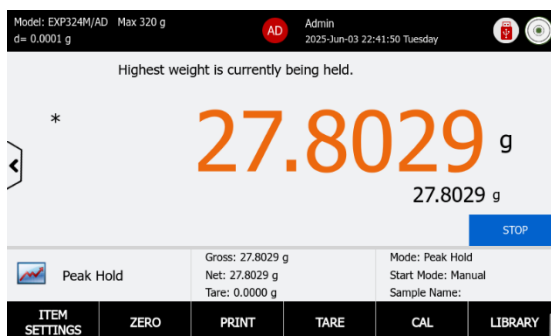 Model: EXP324M/AD Max 320 g
d= 0.0001 g
AD
Admin
2025-Jun-03 22:41:50 Tuesday
Highest weight is currently being held.
*
27.8029 g
27.8029 g
STOP
Peak Hold
Gross: 27.8029 g
Net: 27.8029 g
Tare: 0.0000 g
Mode: Peak Hold
Start Mode: Manual
Sample Name:
ITEM
SETTINGS
ZERO
PRINT
TARE
CAL
LIBRARY